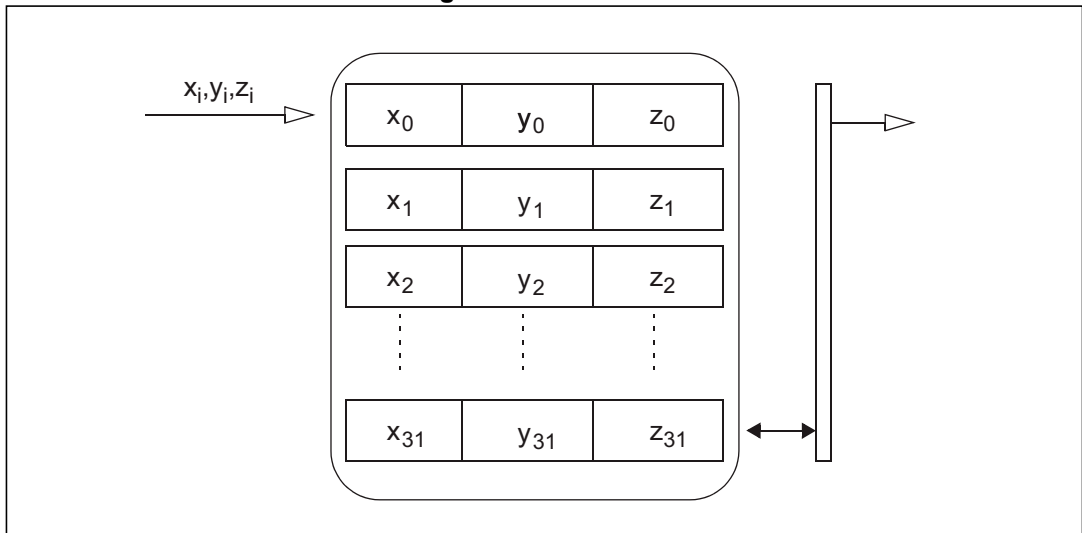 xᵢ,yᵢ,zᵢ
x₀ y₀ z₀
x₁ y₁ z₁
x₂ y₂ z₂
x₃₁ y₃₁ z₃₁